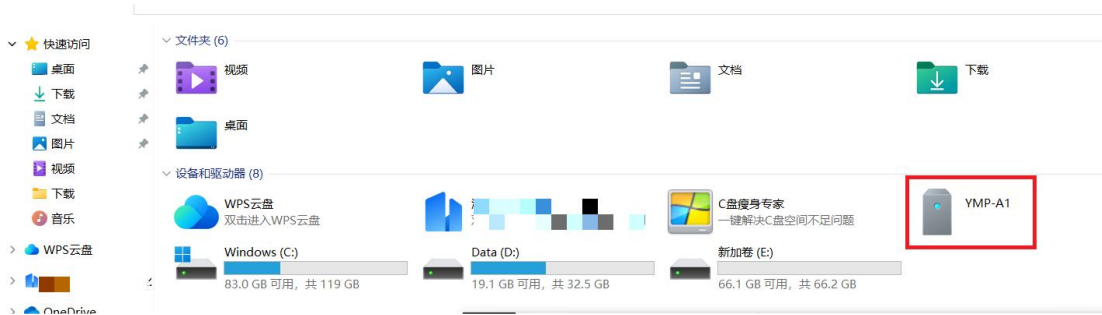 快速访问
桌面
下载
文档
图片
视频
下载
音乐
WPS云盘
OneDrive
文件夹 (6)
视频
图片
文档
下载
桌面
设备和驱动器 (8)
WPS云盘
双击进入WPS云盘
C盘瘦身专家
一键解决C盘空间不足问题
YMP-A1
Windows (C:)
83.0 GB 可用，共 119 GB
Data (D:)
19.1 GB 可用，共 32.5 GB
新加卷 (E:)
66.1 GB 可用，共 66.2 GB